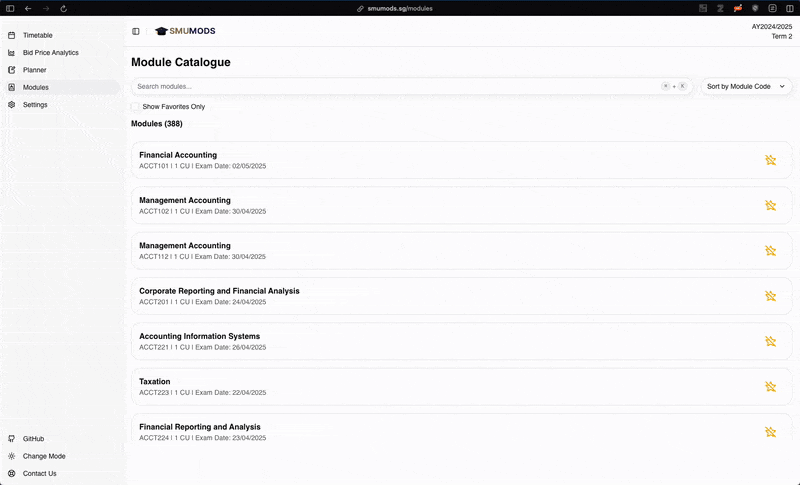 smumods.sg/modules
Timetable
Bid Price Analytics
Planner
Modules
Settings
GitHub
Change Mode
Contact Us
SMUMODS
AY2024/2025
Term 2
Module Catalogue
Search modules...
⌘ + K
Sort by Module Code
Show Favorites Only
Modules (388)
Financial Accounting
ACCT101 | 1 CU | Exam Date: 02/05/2025
Management Accounting
ACCT102 | 1 CU | Exam Date: 30/04/2025
Management Accounting
ACCT112 | 1 CU | Exam Date: 30/04/2025
Corporate Reporting and Financial Analysis
ACCT201 | 1 CU | Exam Date: 24/04/2025
Accounting Information Systems
ACCT221 | 1 CU | Exam Date: 26/04/2025
Taxation
ACCT223 | 1 CU | Exam Date: 22/04/2025
Financial Reporting and Analysis
ACCT224 | 1 CU | Exam Date: 23/04/2025